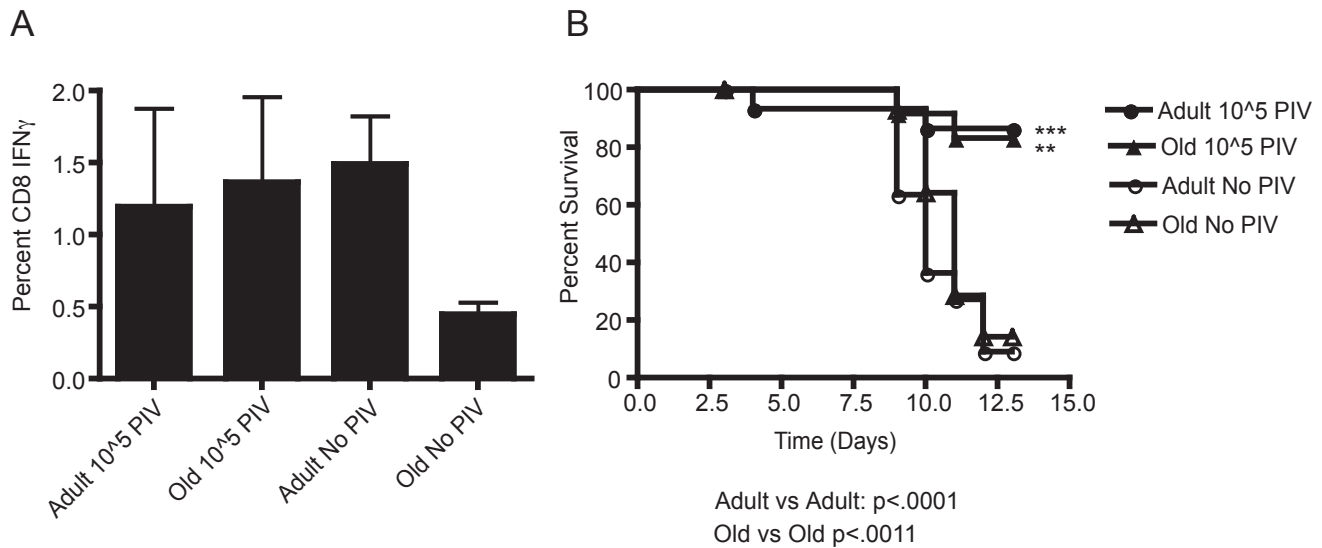 A
Percent CD8 IFNγ
2.0
1.5
1.0
0.5
0.0
Adult 10^5 PIV
Old 10^5 PIV
Adult No PIV
Old No PIV
B
Percent Survival
100
80
60
40
20
0
0.0 2.5 5.0 7.5 10.0 12.5 15.0
Time (Days)
***
**
Adult 10^5 PIV
Old 10^5 PIV
Adult No PIV
Old No PIV
Adult vs Adult: p<.0001
Old vs Old p<.0011